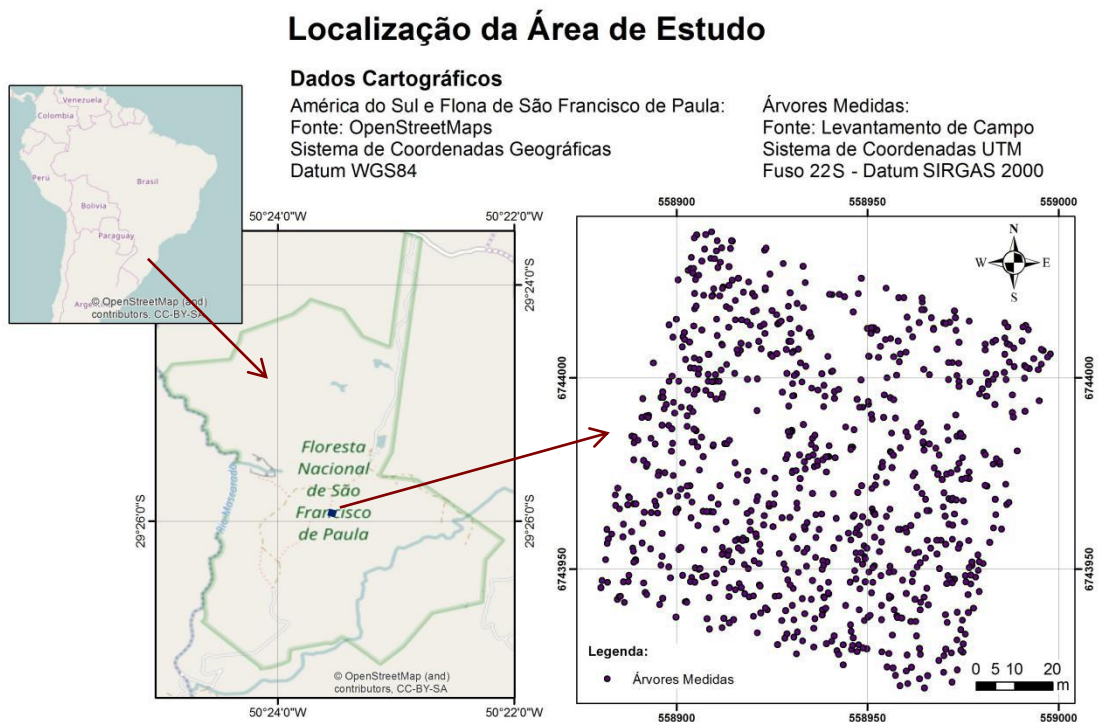 Localização da Área de Estudo
Dados Cartográficos
América do Sul e Flona de São Francisco de Paula:
Fonte: OpenStreetMaps
Sistema de Coordenadas Geográficas
Datum WGS84
Árvores Medidas:
Fonte: Levantamento de Campo
Sistema de Coordenadas UTM
Fuso 22S - Datum SIRGAS 2000
Venezuela
Colombia
Perú
Brasil
Bolivia
Paraguay
© OpenStreetMap (and)
contributors, CC-BY-SA
50°24'0"W
50°22'0"W
29°24'0"S
29°24'0"S
Floresta
Nacional
de São
Francisco
de Paula
29°26'0"S
29°26'0"S
© OpenStreetMap (and)
contributors, CC-BY-SA
50°24'0"W
50°22'0"W
558900
558950
559000
N
W
E
S
6744000
6744000
6743950
6743950
Legenda:
Árvores Medidas
0 5 10 20
m
558900
558950
559000